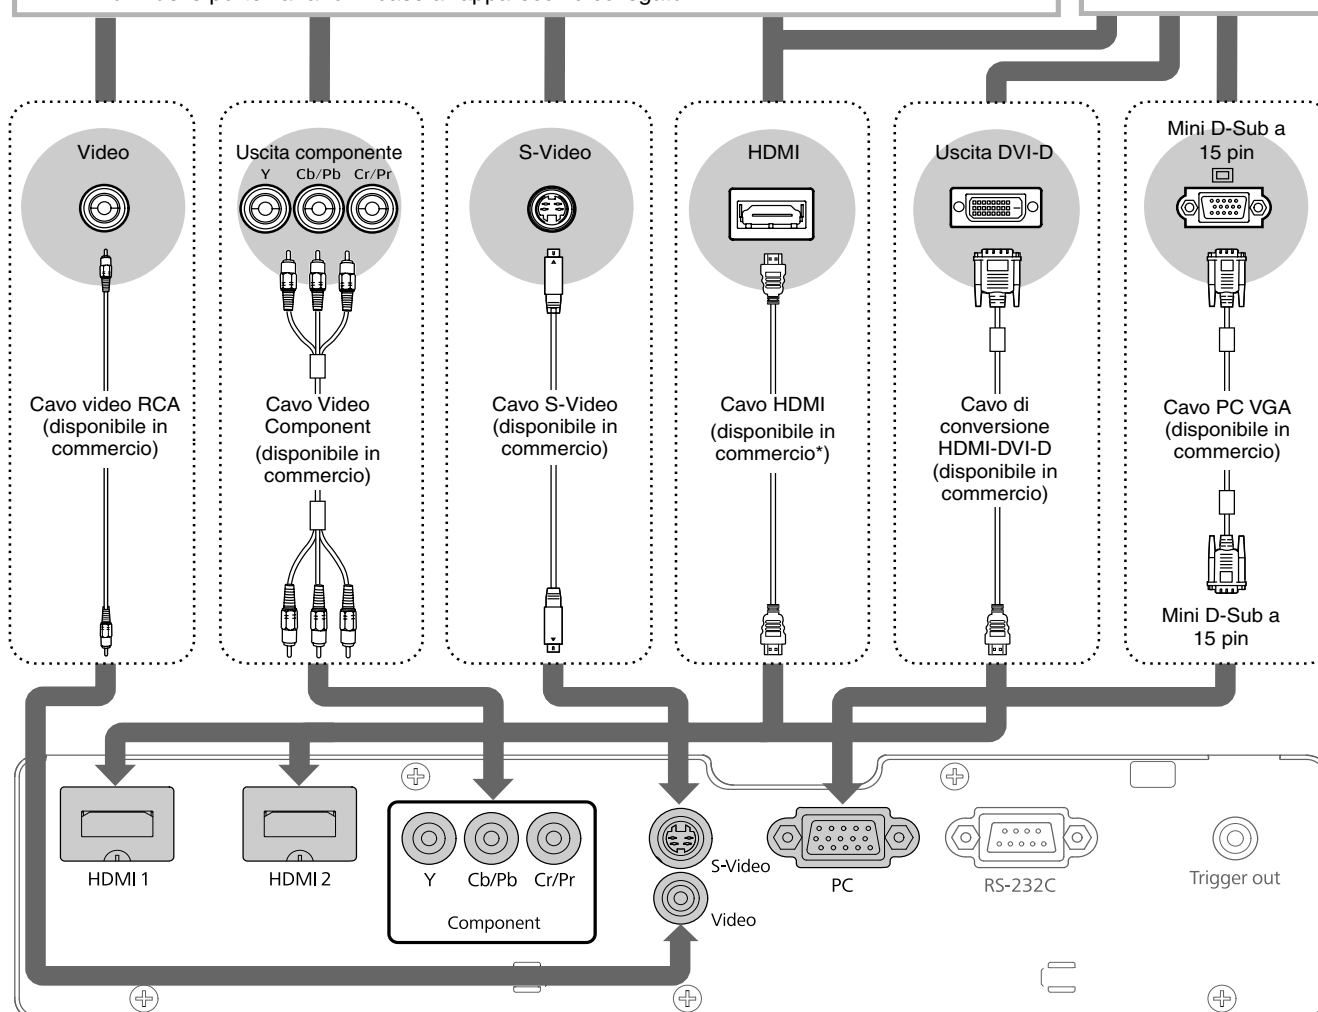 Video
Uscita componente
Y Cb/Pb Cr/Pr
S-Video
HDMI
Uscita DVI-D
Mini D-Sub a
15 pin
Cavo video RCA
(disponibile in
commercio)
Cavo Video
Component
(disponibile in
commercio)
Cavo S-Video
(disponibile in
commercio)
Cavo HDMI
(disponibile in
commercio*)
Cavo di
conversione
HDMI-DVI-D
(disponibile in
commercio)
Cavo PC VGA
(disponibile in
commercio)
Mini D-Sub a
15 pin
HDMI 1
HDMI 2
Y Cb/Pb Cr/Pr
Component
S-Video
Video
PC
RS-232C
Trigger out